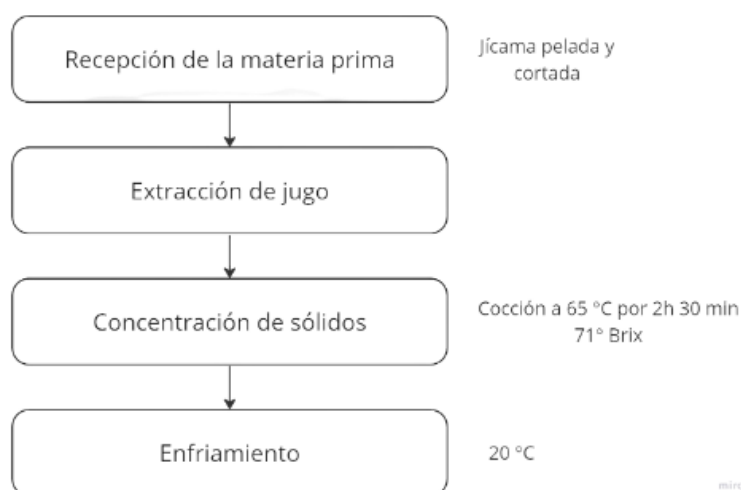 Recepción de la materia prima
Jícama pelada y
cortada
Extracción de jugo
Concentración de sólidos
Cocción a 65 °C por 2h 30 min
71° Brix
Enfriamiento
20 °C